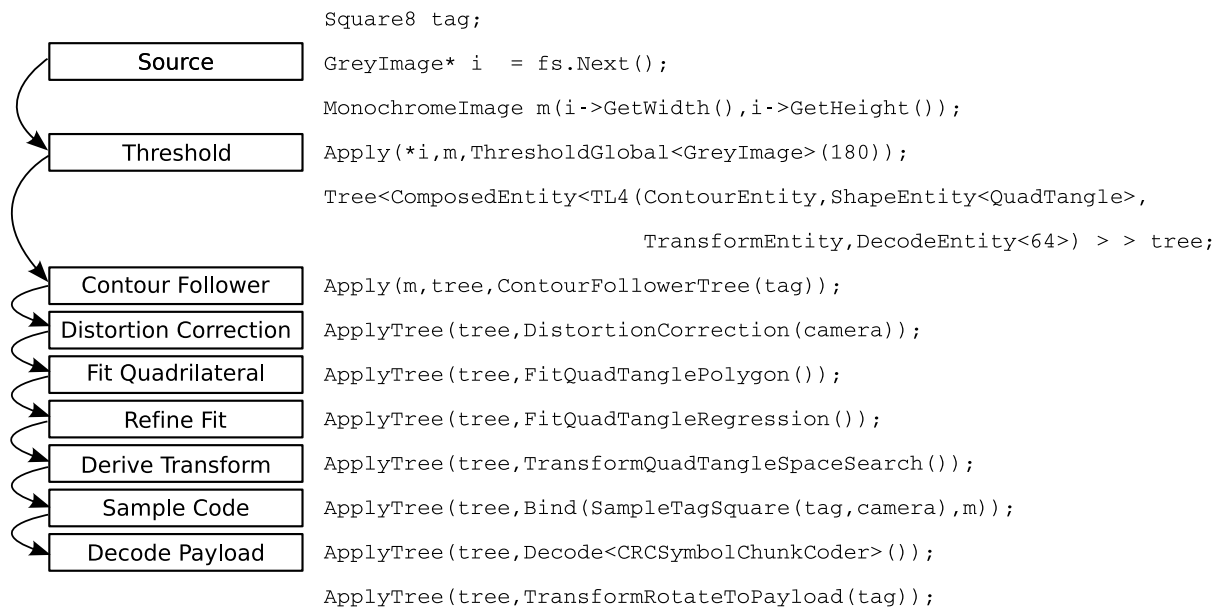 Square8 tag;
Source GreyImage* i = fs.Next();
MonochromeImage m(i->GetWidth(),i->GetHeight());
Threshold Apply(*i,m,ThresholdGlobal<GreyImage>(180));
Tree<ComposedEntity<TL4(ContourEntity,ShapeEntity<QuadTangle>,
TransformEntity,DecodeEntity<64>) > > tree;
Contour Follower Apply(m,tree,ContourFollowerTree(tag));
Distortion Correction ApplyTree(tree,DistortionCorrection(camera));
Fit Quadrilateral ApplyTree(tree,FitQuadTanglePolygon());
Refine Fit ApplyTree(tree,FitQuadTangleRegression());
Derive Transform ApplyTree(tree,TransformQuadTangleSpaceSearch());
Sample Code ApplyTree(tree,Bind(SampleTagSquare(tag,camera),m));
Decode Payload ApplyTree(tree,Decode<CRCSymbolChunkCoder>());
ApplyTree(tree,TransformRotateToPayload(tag));